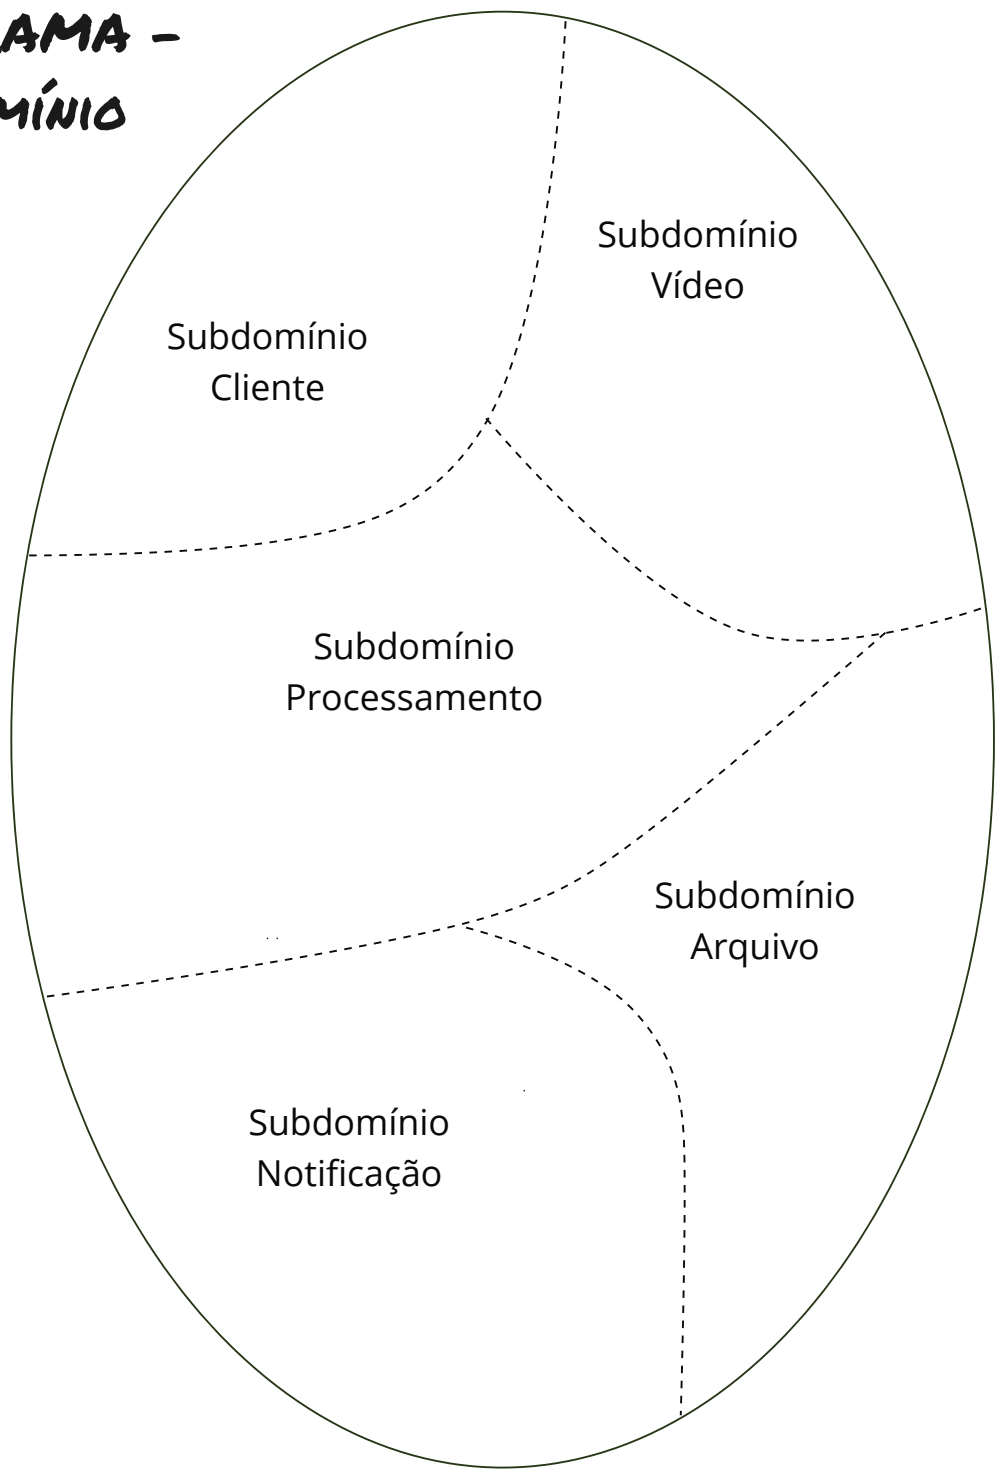 AMA -
MÍNIO
Subdomínio
Vídeo
Subdomínio
Cliente
Subdomínio
Processamento
Subdomínio
Arquivo
Subdomínio
Notificação